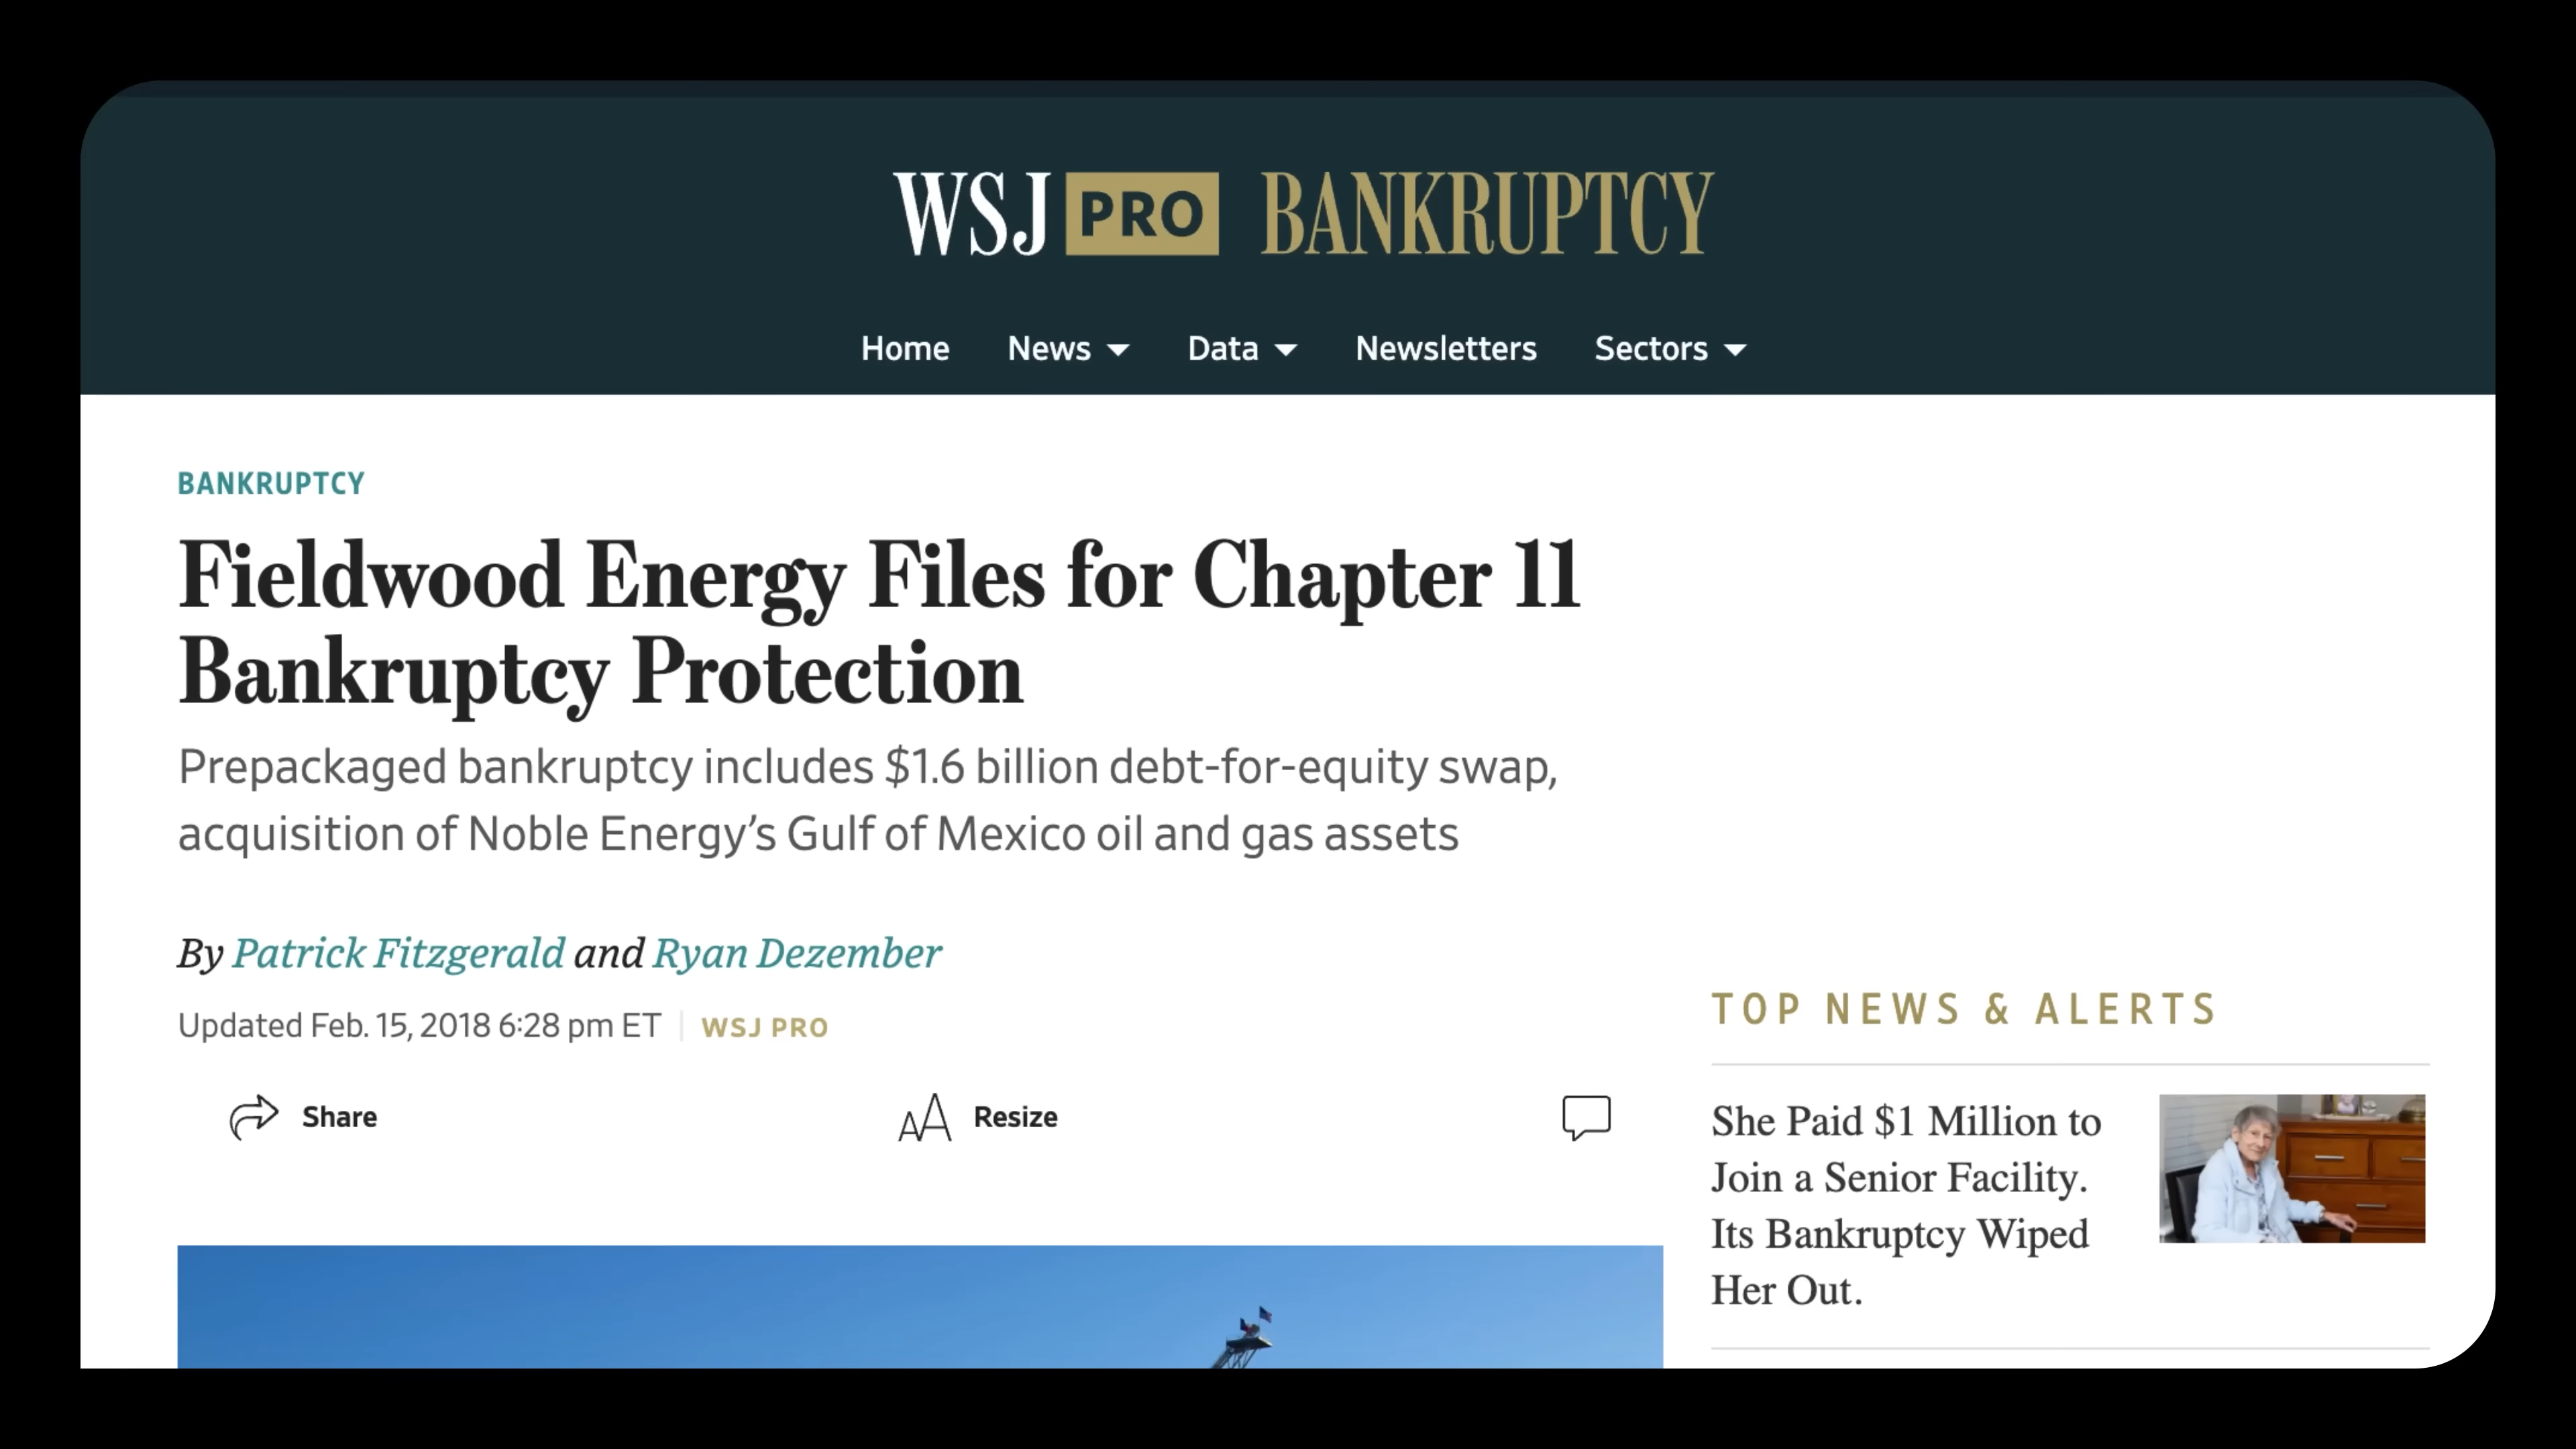 WSJ PRO BANKRUPTCY
Home News Data Newsletters Sectors
BANKRUPTCY
Fieldwood Energy Files for Chapter 11
Bankruptcy Protection
Prepackaged bankruptcy includes $1.6 billion debt-for-equity swap,
acquisition of Noble Energy’s Gulf of Mexico oil and gas assets
By Patrick Fitzgerald and Ryan Dezember
Updated Feb. 15, 2018 6:28 pm ET | WSJ PRO
Share
AA Resize
TOP NEWS & ALERTS
She Paid $1 Million to
Join a Senior Facility.
Its Bankruptcy Wiped
Her Out.